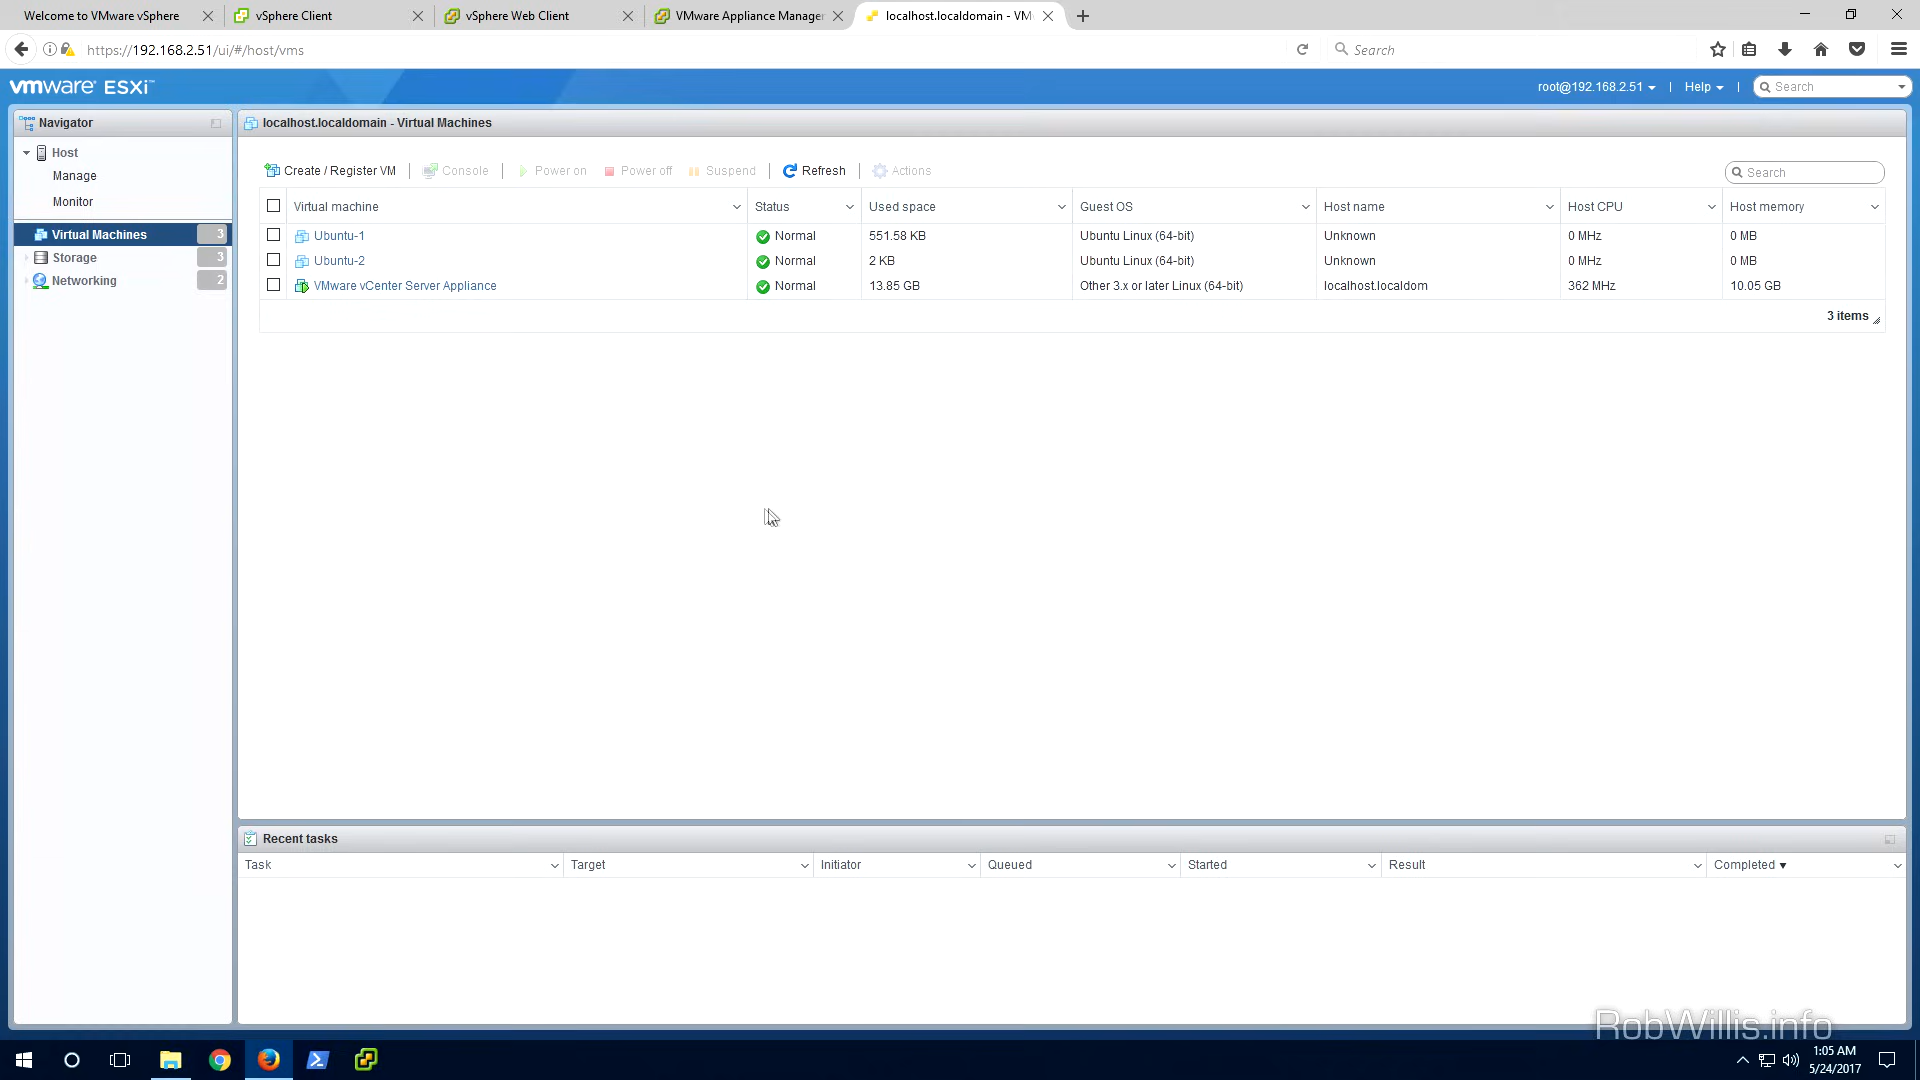 Welcome to VMware vSphere
vSphere Client
vSphere Web Client
VMware Appliance Manager
localhost.localdomain - VM
https://192.168.2.51/ui/#/host/vms
Search
vmware ESXi™
root@192.168.2.51
Help
Search
Navigator
localhost.localdomain - Virtual Machines
Host
Manage
Monitor
Virtual Machines 3
Storage 3
Networking 2
Create / Register VM
Console
Power on
Power off
Suspend
Refresh
Actions
Search
Virtual machine Status Used space Guest OS Host name Host CPU Host memory
Ubuntu-1 Normal 551.58 KB Ubuntu Linux (64-bit) Unknown 0 MHz 0 MB
Ubuntu-2 Normal 2 KB Ubuntu Linux (64-bit) Unknown 0 MHz 0 MB
VMware vCenter Server Appliance Normal 13.85 GB Other 3.x or later Linux (64-bit) localhost.localdom 362 MHz 10.05 GB
3 items
Recent tasks
Task Target Initiator Queued Started Result Completed
RobWillis.info
1:05 AM
5/24/2017